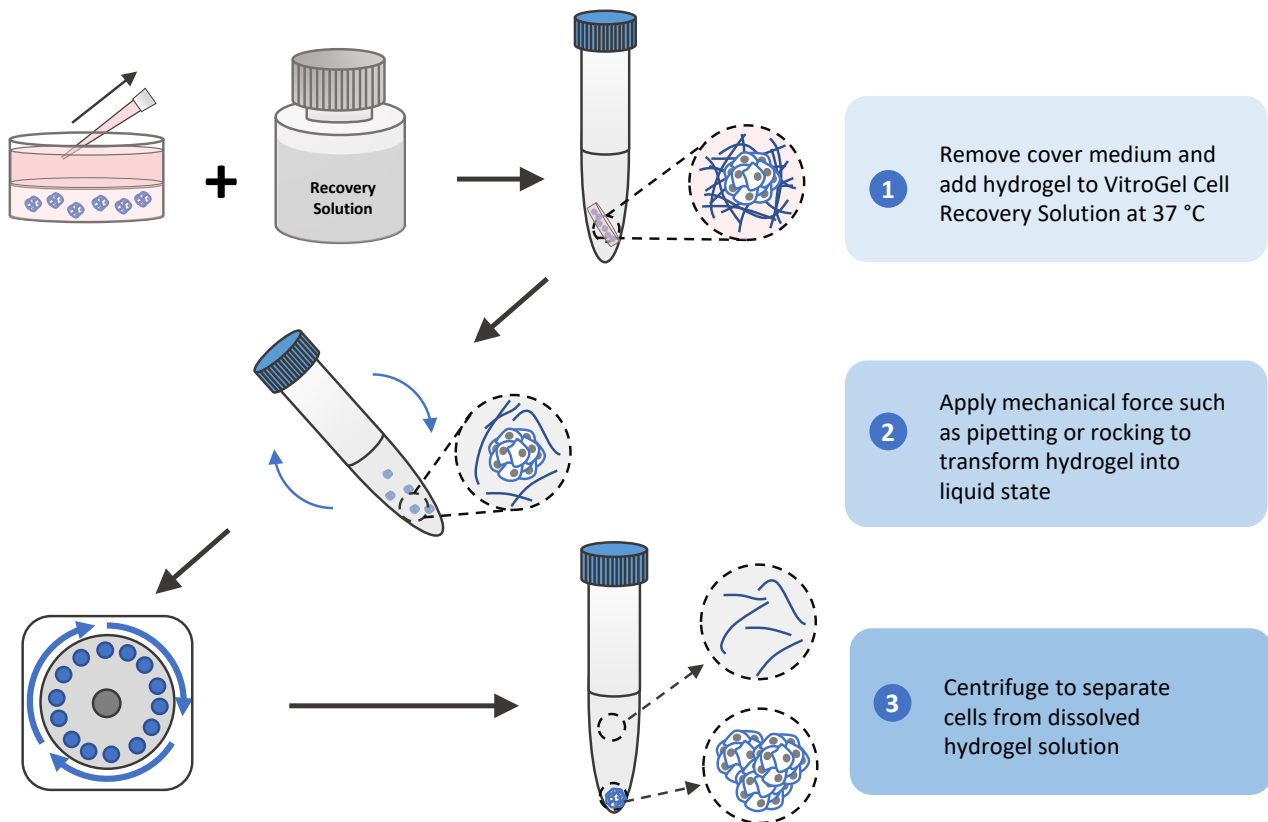 Recovery
Solution
1
Remove cover medium and
add hydrogel to VitroGel Cell
Recovery Solution at 37 °C
2
Apply mechanical force such
as pipetting or rocking to
transform hydrogel into
liquid state
3
Centrifuge to separate
cells from dissolved
hydrogel solution